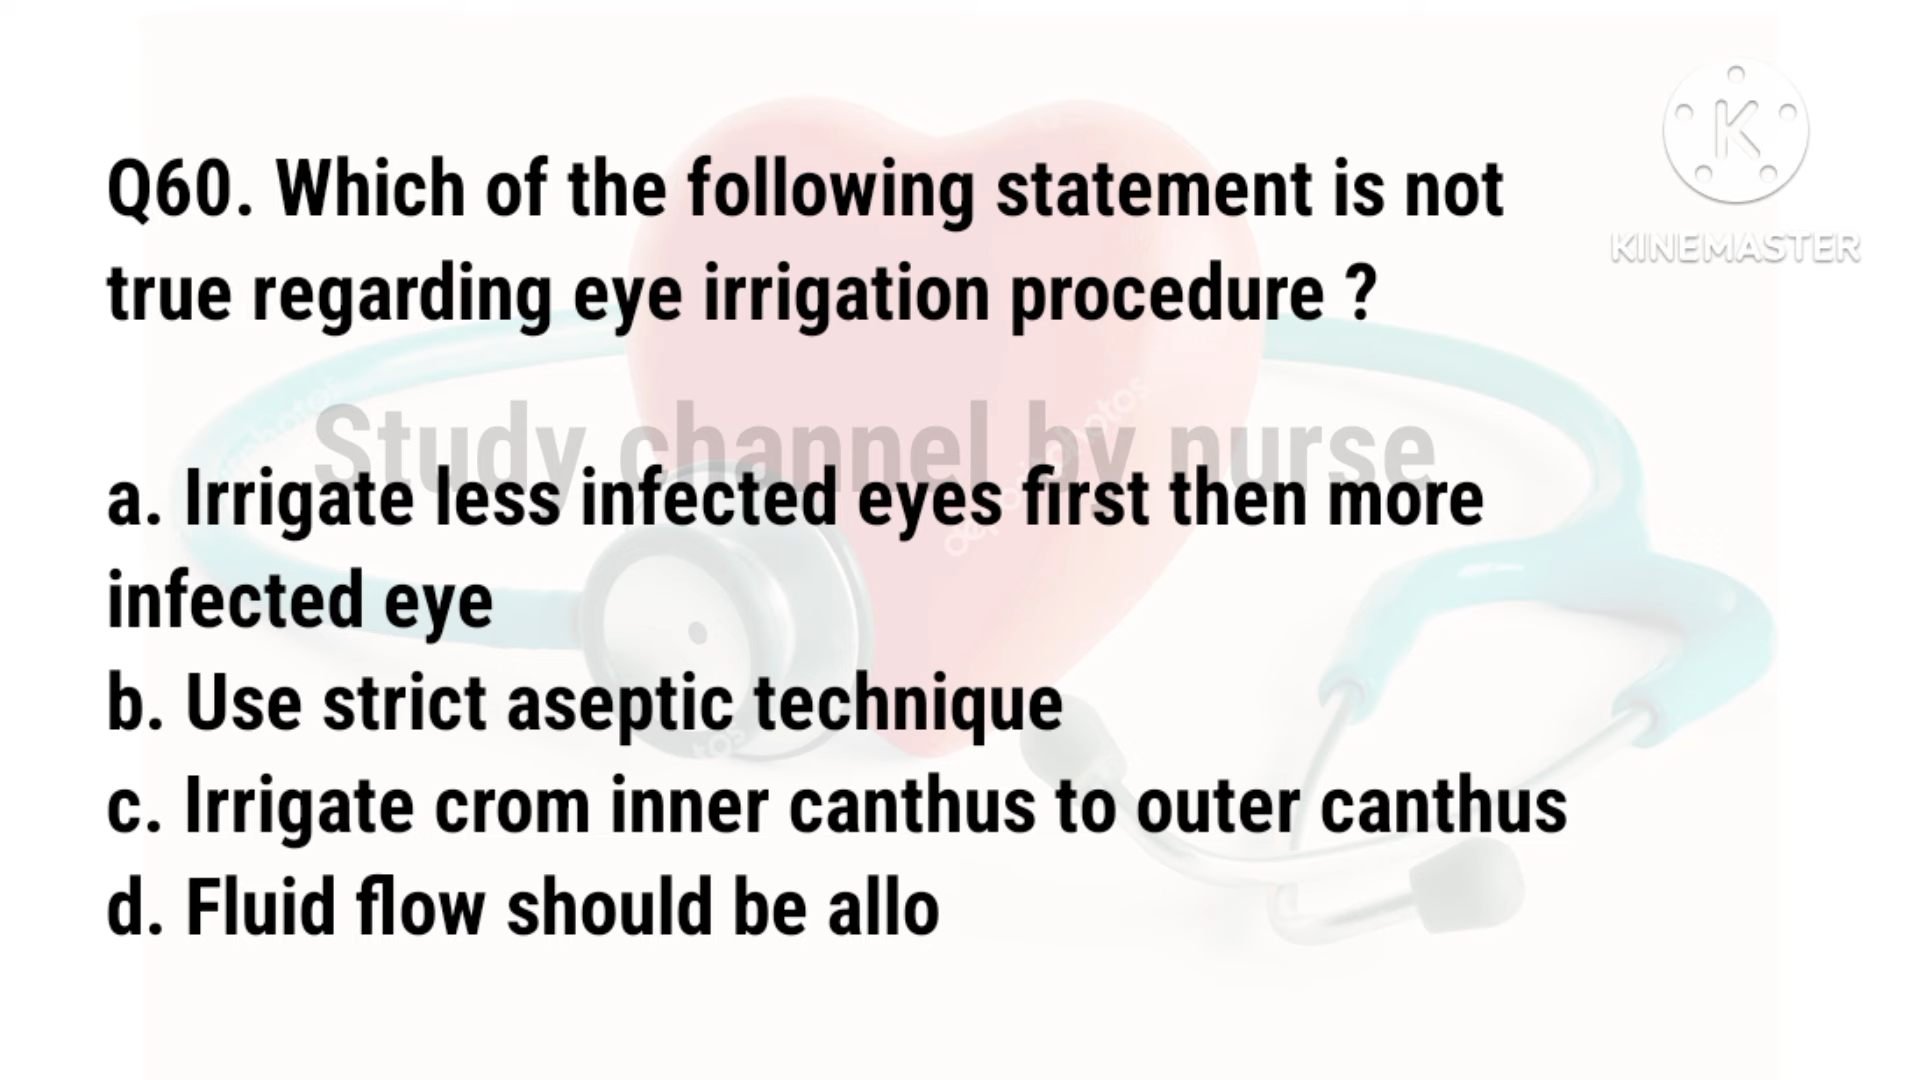 Q60. Which of the following statement is not
true regarding eye irrigation procedure ?
K
KINEMASTER
Study channel by nurse
a. Irrigate less infected eyes first then more
infected eye
b. Use strict aseptic technique
c. Irrigate crom inner canthus to outer canthus
d. Fluid flow should be allo